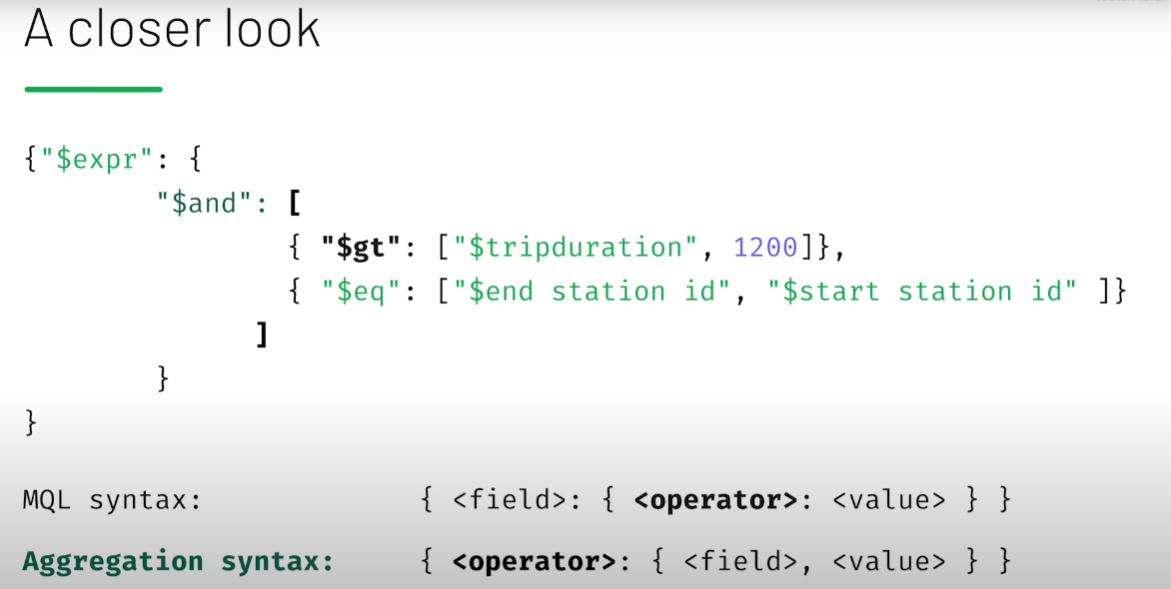 A closer look
{"$expr": {
"$and": [
{ "$gt": ["$tripduration", 1200]},
{ "$eq": ["$end station id", "$start station id" ]}
]
}
}
MQL syntax: { <field>: { <operator>: <value> } }
Aggregation syntax: { <operator>: { <field>, <value> } }